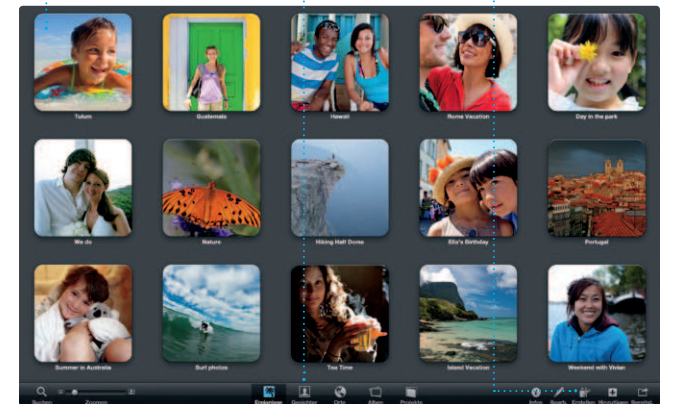 Tulum Guatemala Hawaii Rome Vacation Day in the park
We do Nature Hiking Half Dome Ella's Birthday Portugal
Summer in Australia Surf photos Tea Time Island Vacation Weekend with Vivian
Suchen Zoomen Ereignisse Gesichter Orte Alben Projekte Infos Bearb. Erstellen Hinzufügen Bereitst.